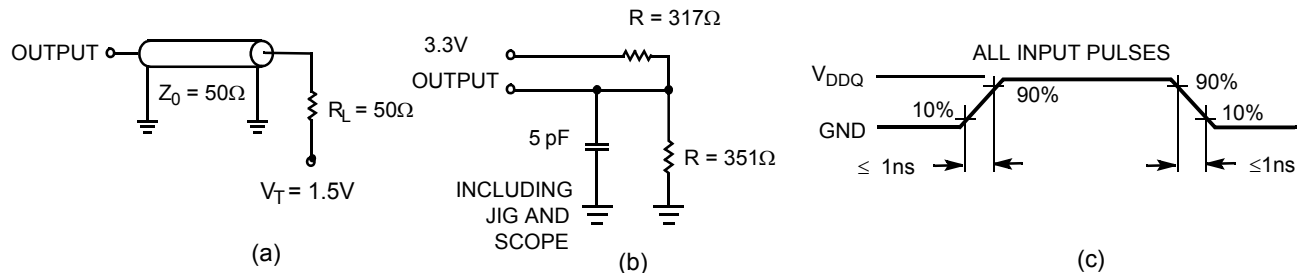 OUTPUT
Z0 = 50Ω
RL = 50Ω
VT = 1.5V
(a)
R = 317Ω
3.3V
OUTPUT
5 pF
R = 351Ω
INCLUDING
JIG AND
SCOPE
(b)
ALL INPUT PULSES
VDDQ
GND
10%
90%
90%
10%
≤ 1ns
≤1ns
(c)